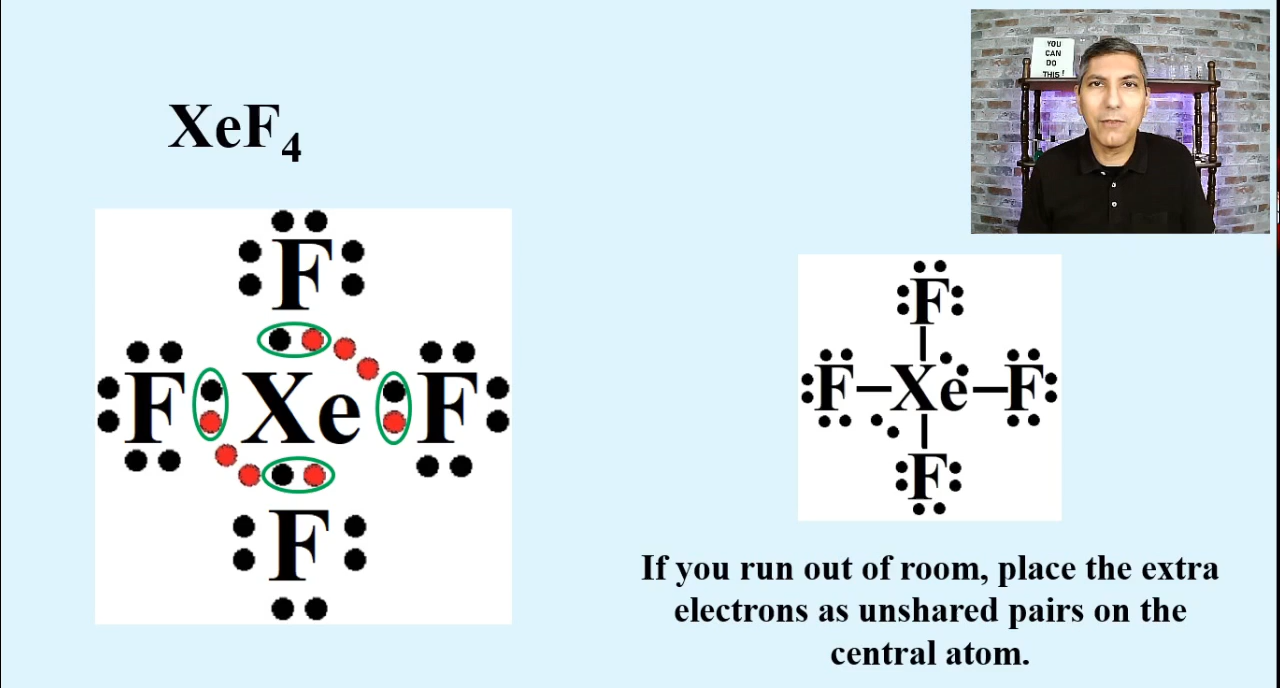 YOU
CAN
DO
THIS!
XeF₄
F
F Xe F
F
F
F–Xe–F
F
If you run out of room, place the extra
electrons as unshared pairs on the
central atom.